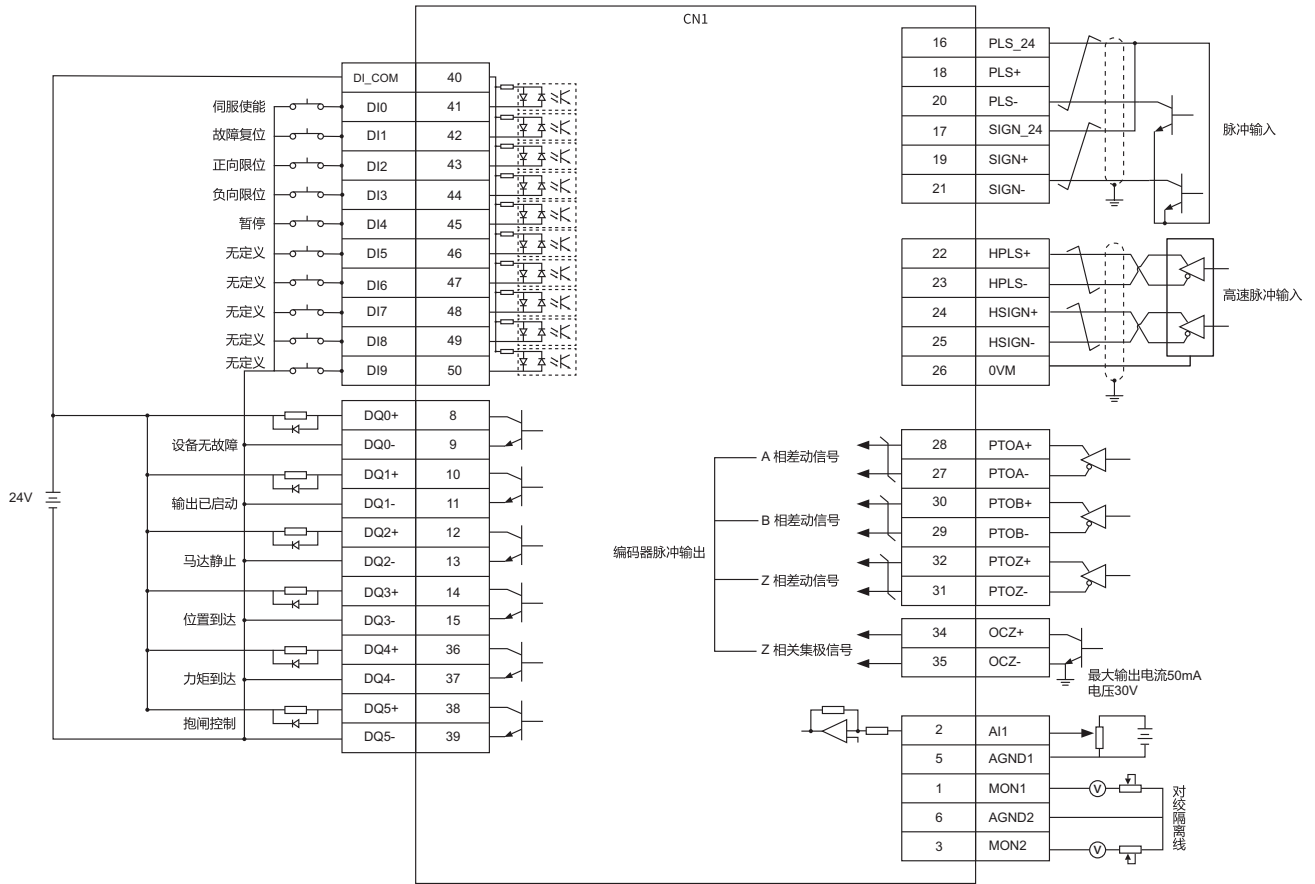 CN1
DI_COM 40
伺服使能 DI0 41
故障复位 DI1 42
正向限位 DI2 43
负向限位 DI3 44
暂停 DI4 45
无定义 DI5 46
无定义 DI6 47
无定义 DI7 48
无定义 DI8 49
无定义 DI9 50
DQ0+ 8
设备无故障 DQ0- 9
DQ1+ 10
输出已启动 DQ1- 11
DQ2+ 12
马达静止 DQ2- 13
DQ3+ 14
位置到达 DQ3- 15
DQ4+ 36
力矩到达 DQ4- 37
DQ5+ 38
抱闸控制 DQ5- 39
24V
16 PLS_24
18 PLS+
20 PLS-
17 SIGN_24
19 SIGN+
21 SIGN-
脉冲输入
22 HPLS+
23 HPLS-
24 HSIGN+
25 HSIGN-
26 0VM
高速脉冲输入
编码器脉冲输出
A 相差动信号
B 相差动信号
Z 相差动信号
Z 相关集极信号
28 PTOA+
27 PTOA-
30 PTOB+
29 PTOB-
32 PTOZ+
31 PTOZ-
34 OCZ+
35 OCZ-
最大输出电流50mA
电压30V
2 AI1
5 AGND1
1 MON1
6 AGND2
3 MON2
V
V
对绞隔离线